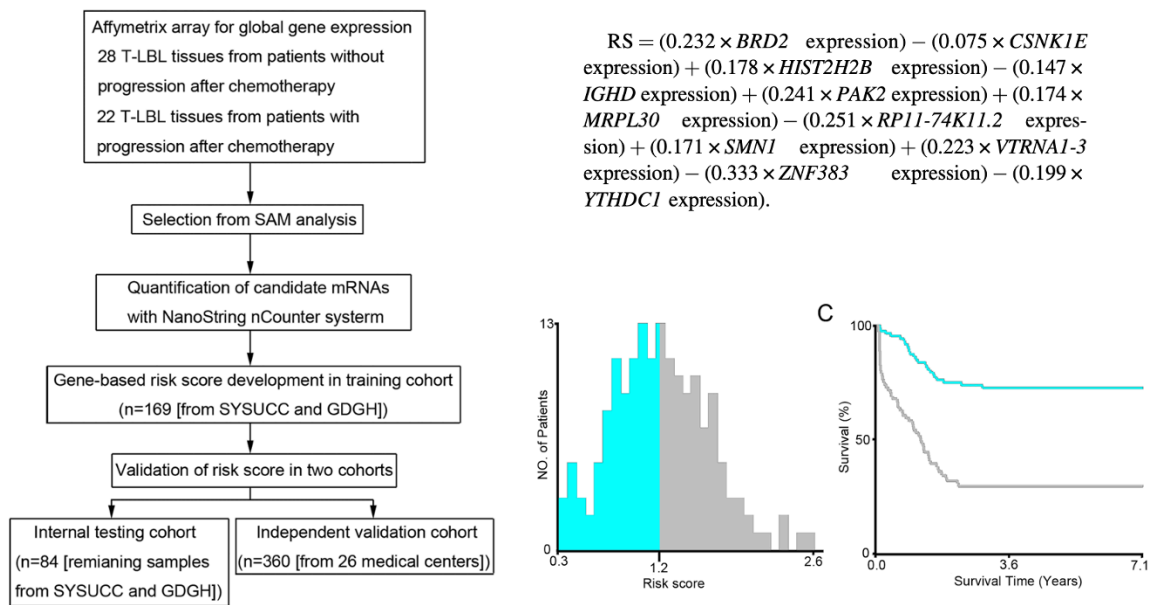 Affymetrix array for global gene expression
28 T-LBL tissues from patients without
progression after chemotherapy
22 T-LBL tissues from patients with
progression after chemotherapy
Selection from SAM analysis
Quantification of candidate mRNAs
with NanoString nCounter systerm
Gene-based risk score development in training cohort
(n=169 [from SYSUCC and GDGH])
Validation of risk score in two cohorts
Internal testing cohort
(n=84 [remianing samples
from SYSUCC and GDGH])
Independent validation cohort
(n=360 [from 26 medical centers])
RS = (0.232 × BRD2 expression) − (0.075 × CSNK1E
expression) + (0.178 × HIST2H2B expression) − (0.147 ×
IGHD expression) + (0.241 × PAK2 expression) + (0.174 ×
MRPL30 expression) − (0.251 × RP11-74K11.2 expres-
sion) + (0.171 × SMN1 expression) + (0.223 × VTRNA1-3
expression) − (0.333 × ZNF383 expression) − (0.199 ×
YTHDC1 expression).
13
NO. of Patients
0
0.3
1.2
2.6
Risk score
C
100
Survival (%)
50
0
0.0
3.6
7.1
Survival Time (Years)